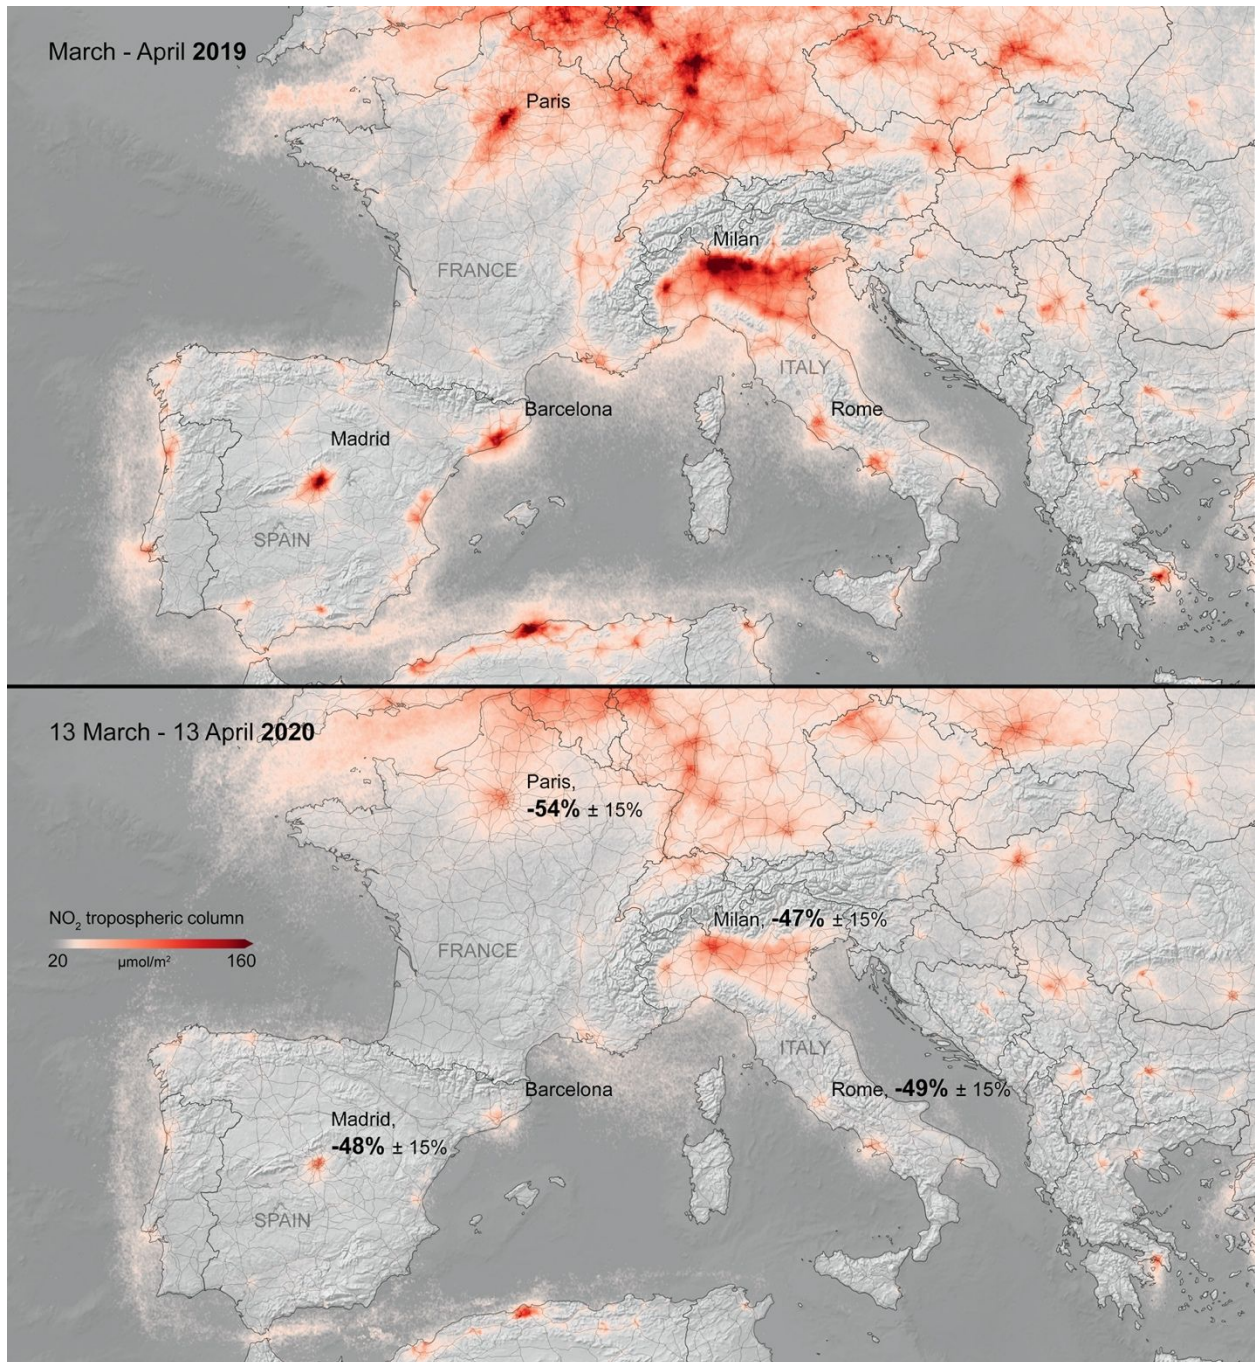 March - April 2019
Paris
Milan
FRANCE
ITALY
Barcelona
Rome
Madrid
SPAIN
13 March - 13 April 2020
Paris,
-54% ± 15%
NO₂ tropospheric column
20 µmol/m² 160
Milan, -47% ± 15%
FRANCE
ITALY
Barcelona
Rome, -49% ± 15%
Madrid,
-48% ± 15%
SPAIN